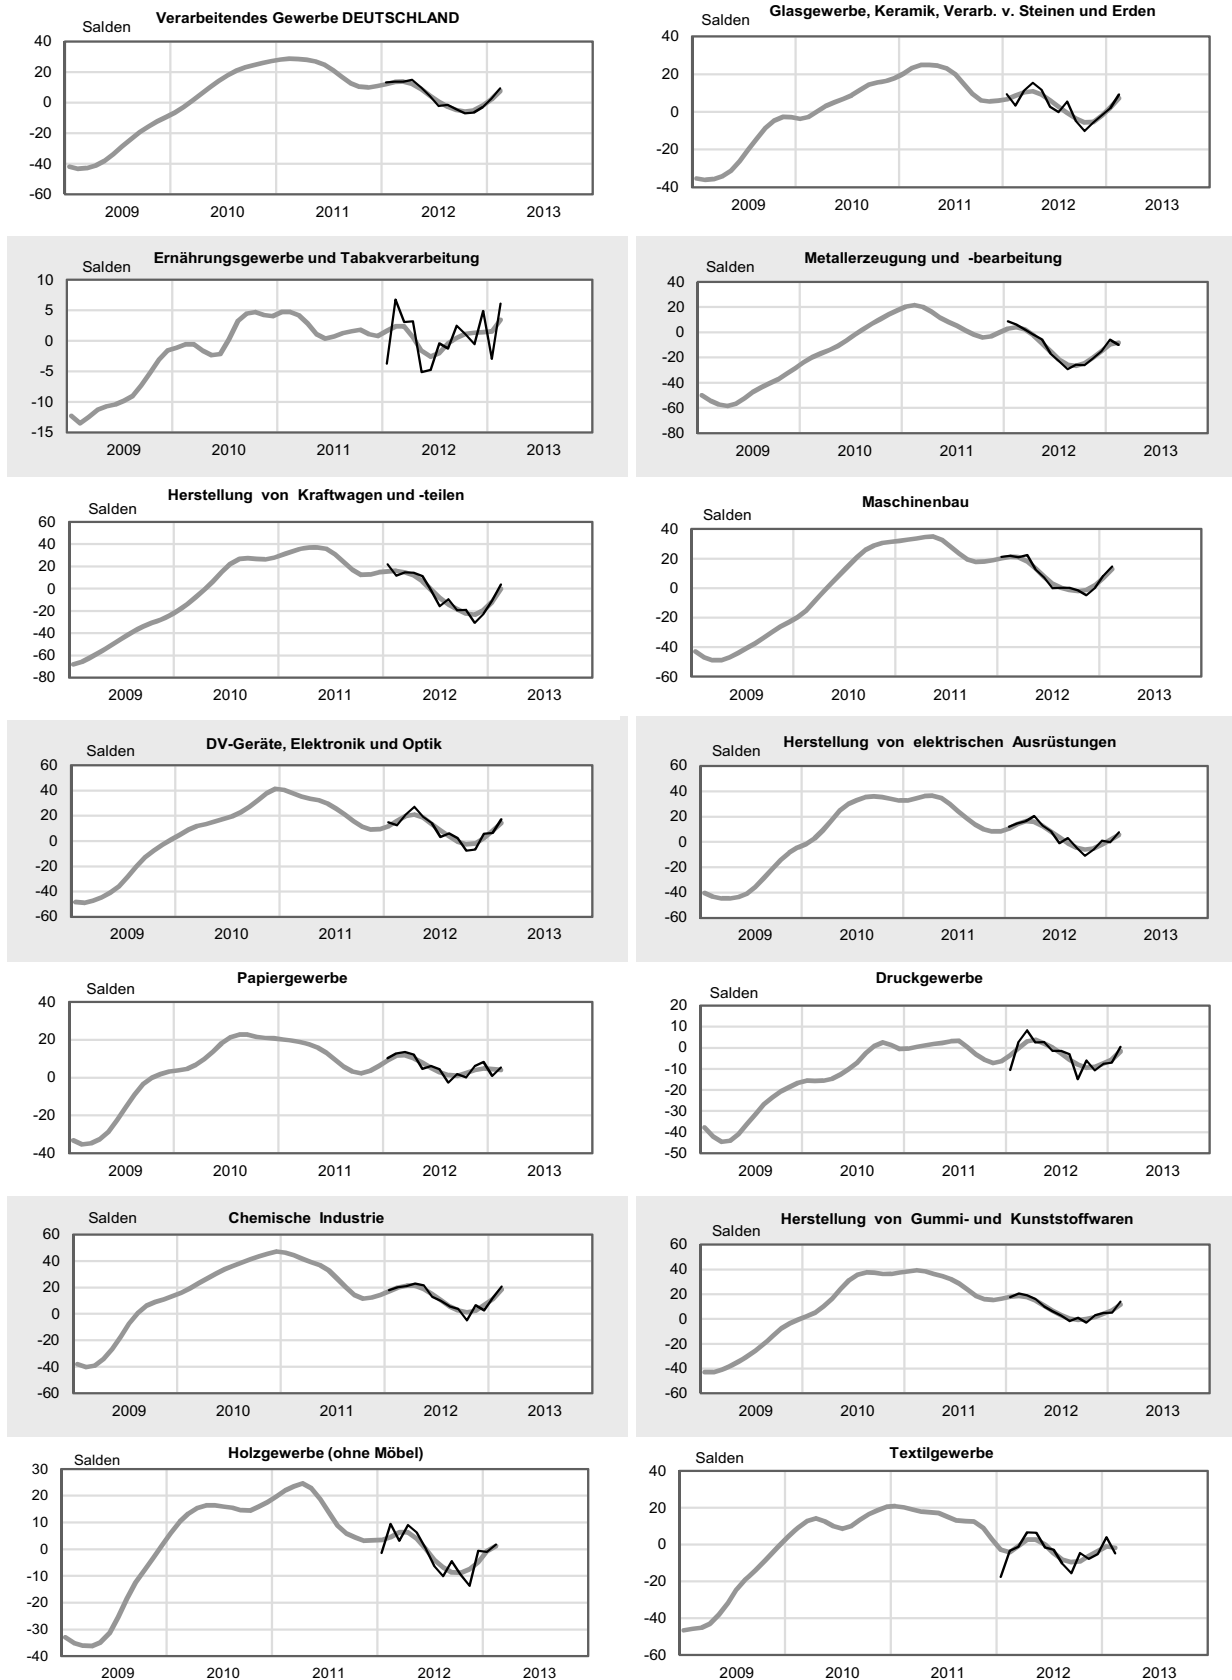 Verarbeitendes Gewerbe DEUTSCHLAND
Salden
40
20
0
-20
-40
-60
2009 2010 2011 2012 2013
Glasgewerbe, Keramik, Verarb. v. Steinen und Erden
Salden
40
20
0
-20
-40
2009 2010 2011 2012 2013
Ernährungsgewerbe und Tabakverarbeitung
Salden
10
5
0
-5
-10
-15
2009 2010 2011 2012 2013
Metallerzeugung und -bearbeitung
Salden
40
20
0
-20
-40
-60
-80
2009 2010 2011 2012 2013
Herstellung von Kraftwagen und -teilen
Salden
60
40
20
0
-20
-40
-60
-80
2009 2010 2011 2012 2013
Maschinenbau
Salden
40
20
0
-20
-40
-60
2009 2010 2011 2012 2013
DV-Geräte, Elektronik und Optik
Salden
60
40
20
0
-20
-40
-60
2009 2010 2011 2012 2013
Herstellung von elektrischen Ausrüstungen
Salden
60
40
20
0
-20
-40
-60
2009 2010 2011 2012 2013
Papiergewerbe
Salden
40
20
0
-20
-40
2009 2010 2011 2012 2013
Druckgewerbe
Salden
20
10
0
-10
-20
-30
-40
-50
2009 2010 2011 2012 2013
Chemische Industrie
Salden
60
40
20
0
-20
-40
-60
2009 2010 2011 2012 2013
Herstellung von Gummi- und Kunststoffwaren
Salden
60
40
20
0
-20
-40
-60
2009 2010 2011 2012 2013
Holzgewerbe (ohne Möbel)
Salden
30
20
10
0
-10
-20
-30
-40
2009 2010 2011 2012 2013
Textilgewerbe
Salden
40
20
0
-20
-40
-60
2009 2010 2011 2012 2013